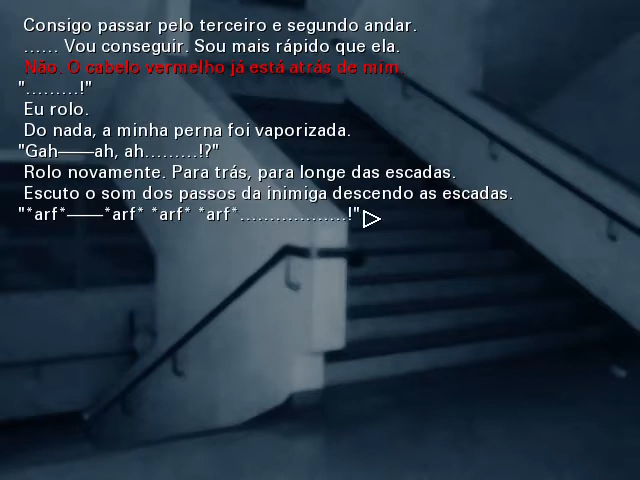 Consigo passar pelo terceiro e segundo andar.
...... Vou conseguir. Sou mais rápido que ela.
Não. O cabelo vermelho já está atrás de mim
".........!"
Eu rolo.
Do nada, a minha perna foi vaporizada.
"Gah——ah, ah.........!?"
Rolo novamente. Para trás, para longe das escadas.
Escuto o som dos passos da inimiga descendo as escadas.
"*arf*——*arf* *arf* *arf*..................!"